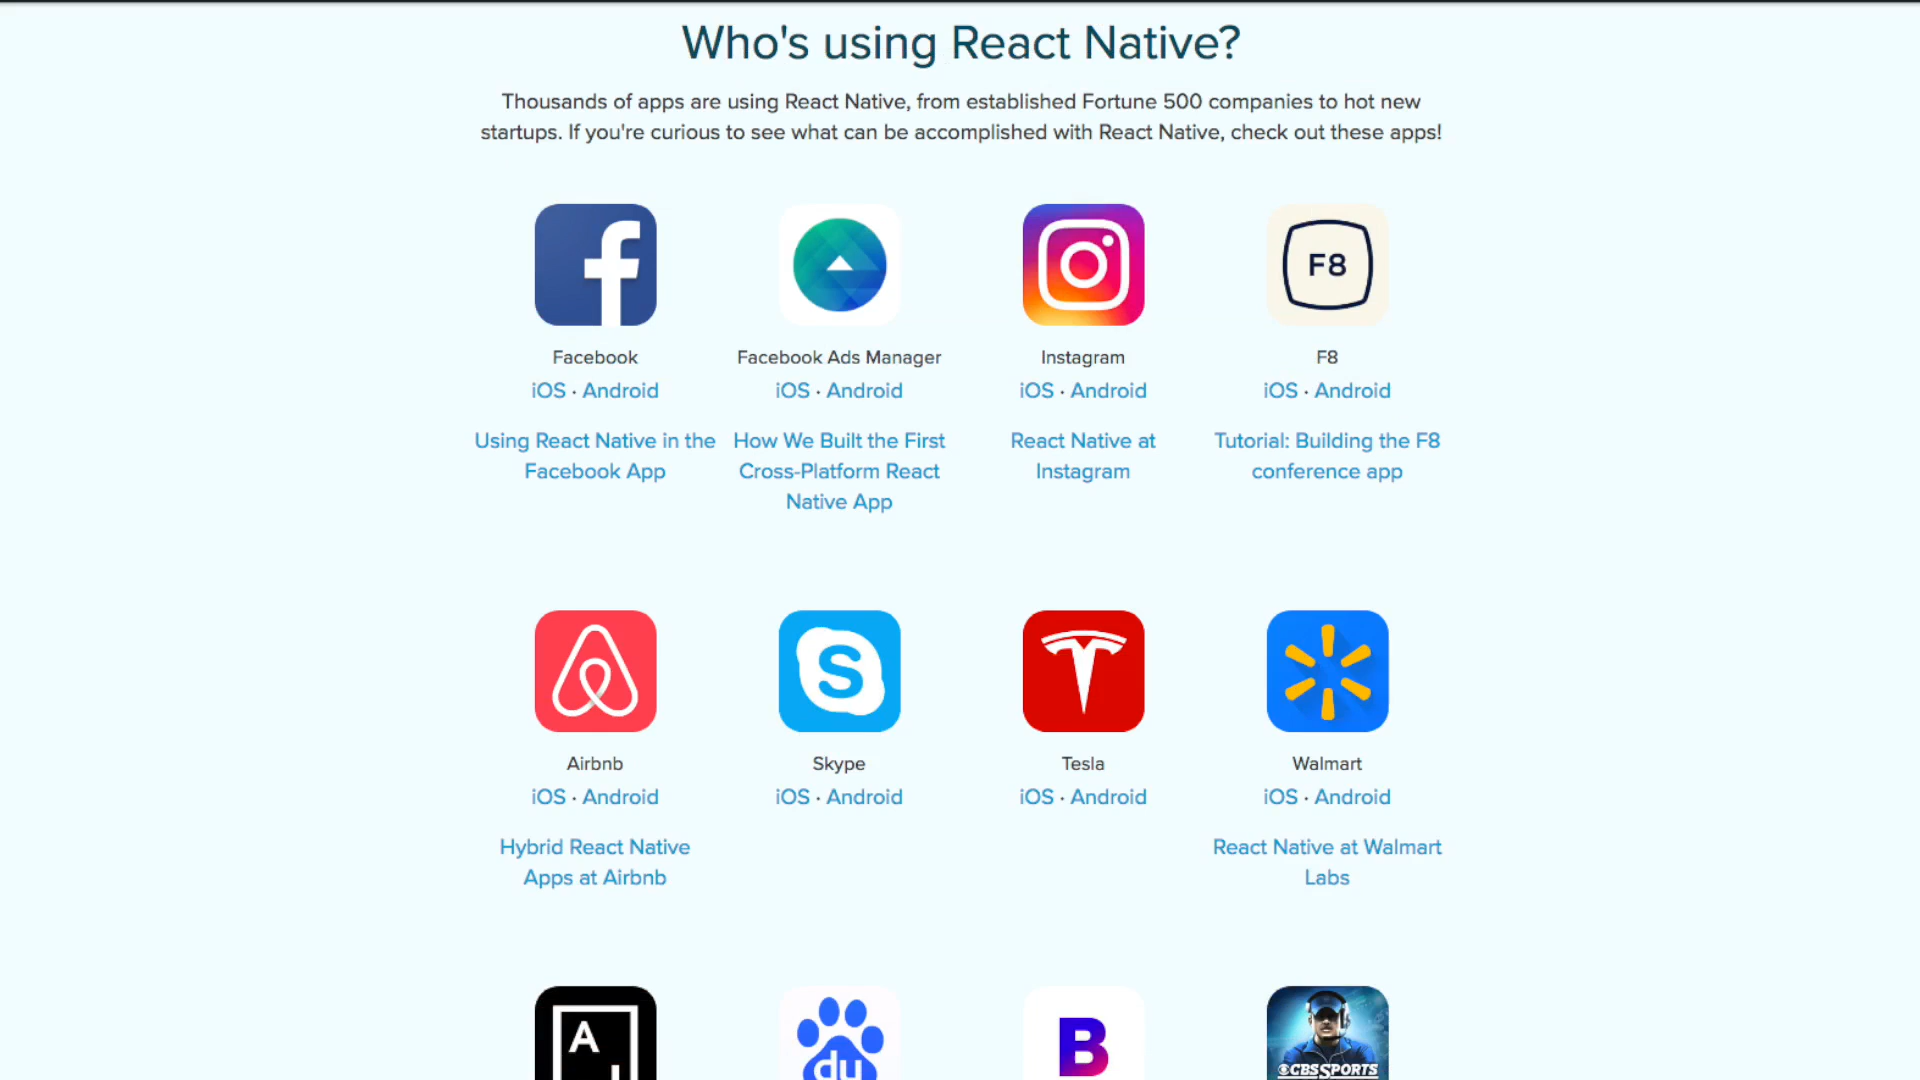 Who's using React Native?
Thousands of apps are using React Native, from established Fortune 500 companies to hot new
startups. If you're curious to see what can be accomplished with React Native, check out these apps!
F8
Facebook
Facebook Ads Manager
Instagram
F8
iOS · Android
iOS · Android
iOS · Android
iOS · Android
Using React Native in the
Facebook App
How We Built the First
Cross-Platform React
Native App
React Native at
Instagram
Tutorial: Building the F8
conference app
S
Airbnb
Skype
Tesla
Walmart
iOS · Android
iOS · Android
iOS · Android
iOS · Android
Hybrid React Native
Apps at Airbnb
React Native at Walmart
Labs
A
du
B
CBS SPORTS